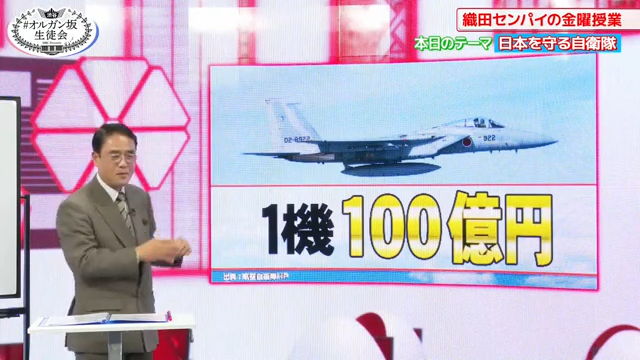 渋谷
#オルガン坂
生徒会
織田センパイの金曜授業
本日のテーマ 日本を守る自衛隊
02-8922
922
1機100億円
出典：航空自衛隊HP